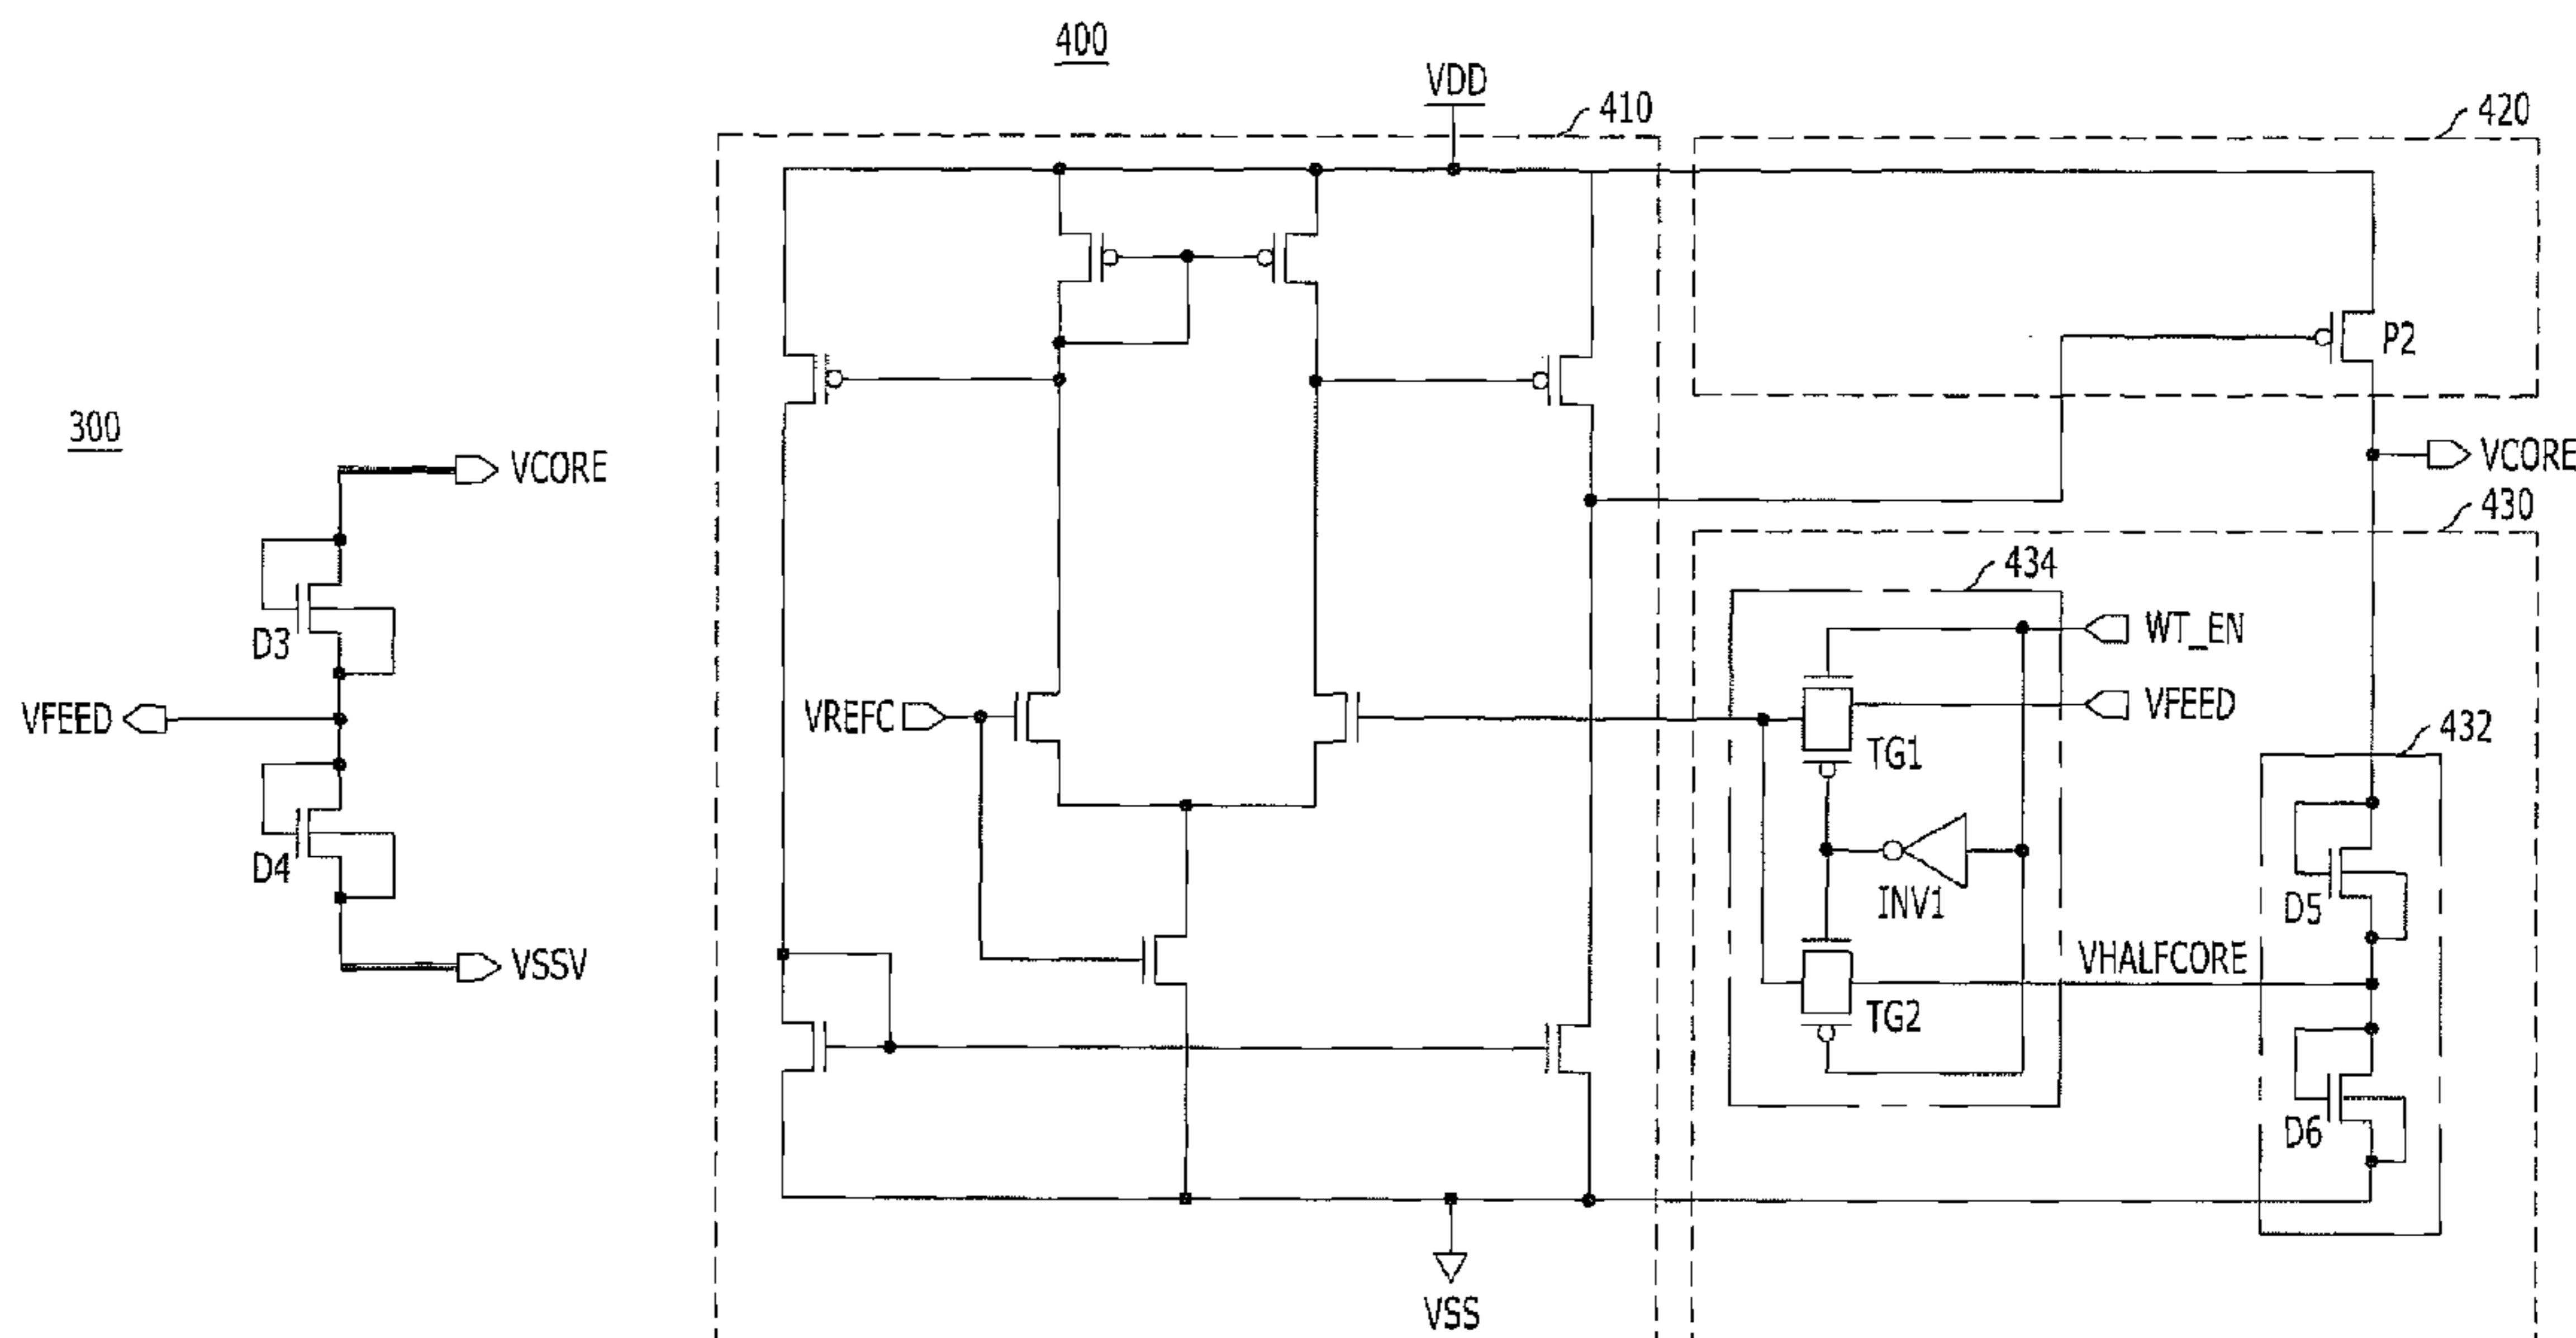 400
VDD
410
420
P2
300
VCORE
VCORE
430
434
WT_EN
D3
VFEED
VREFC
VFEED
TG1
432
D4
INV1
D5
VSSV
VHALFCORE
TG2
D6
VSS